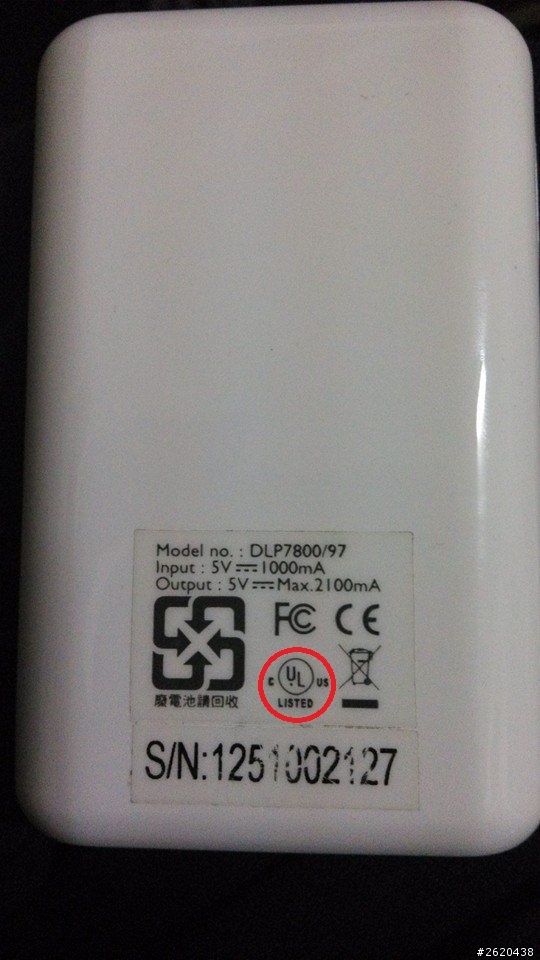 Model no. : DLP7800/97
Input : 5V⎓1000mA
Output : 5V⎓Max.2100mA
FC CE
C UL US
LISTED
廢電池請回收
S/N:1251002127
#2620438